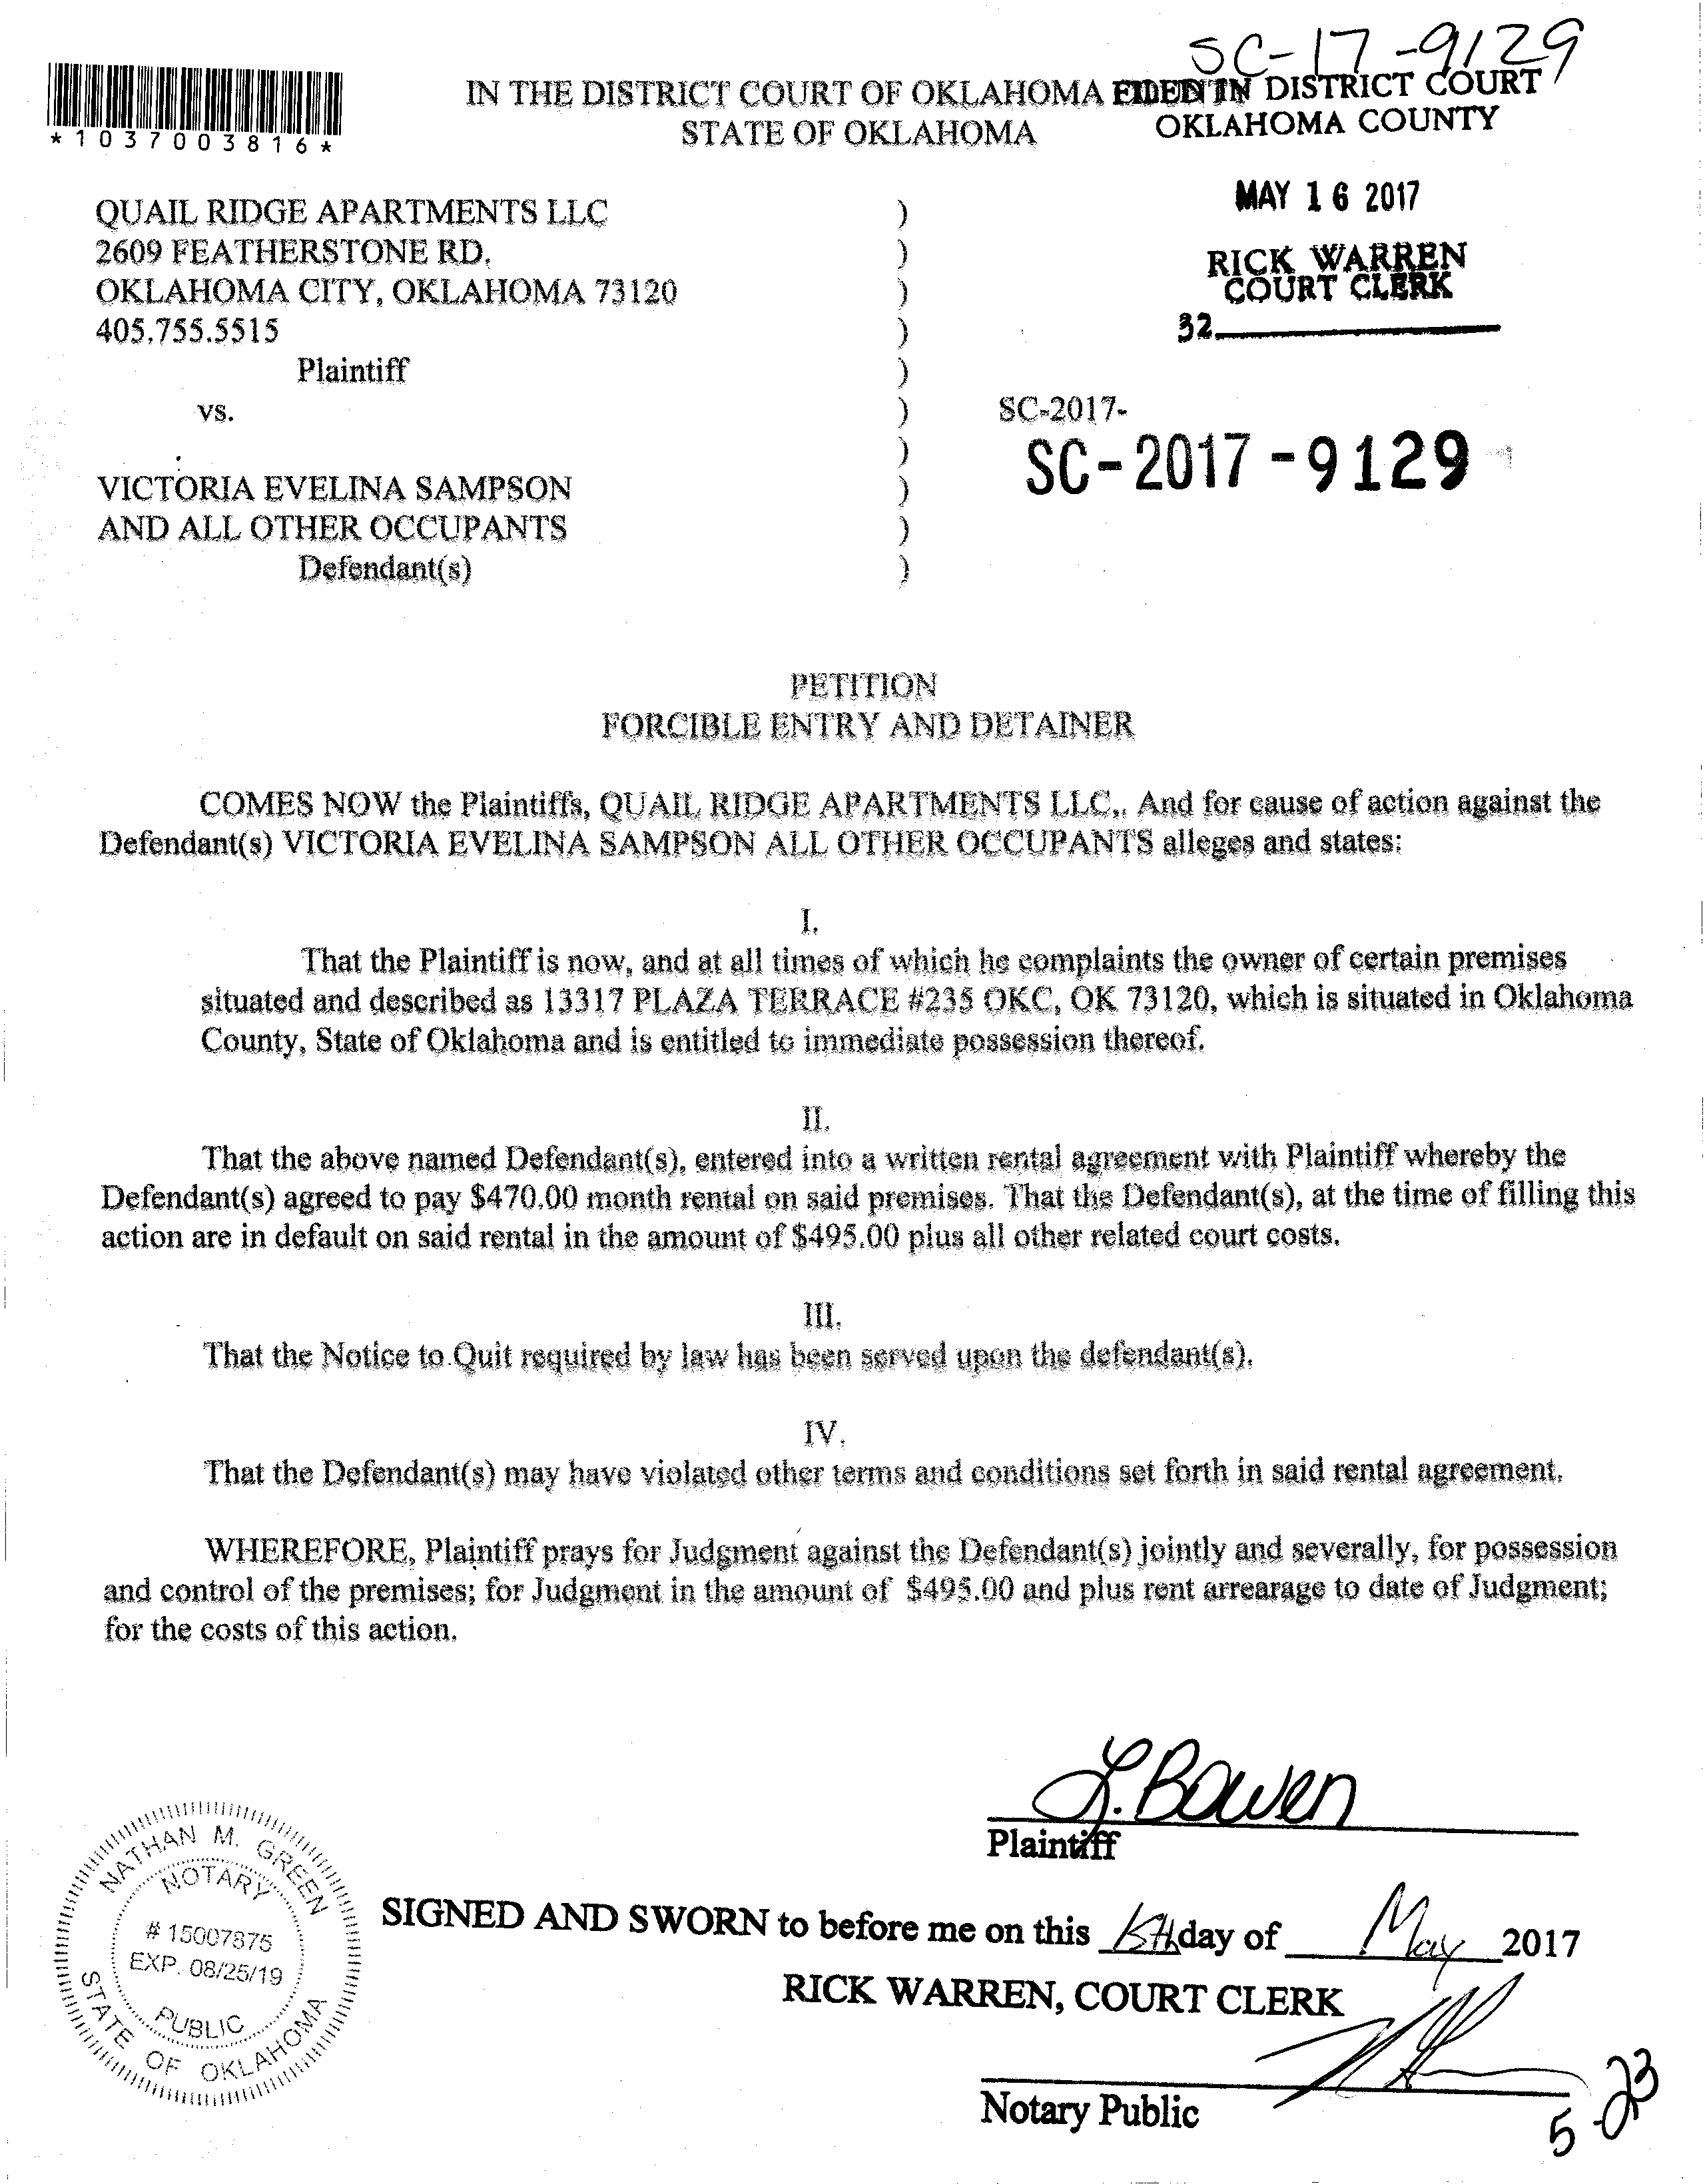 SC-17-9129
IN THE DISTRICT COURT OF OKLAHOMA FILED IN DISTRICT COURT
STATE OF OKLAHOMA OKLAHOMA COUNTY
*1037003816*
MAY 16 2017
RICK WARREN
COURT CLERK
32
QUAIL RIDGE APARTMENTS LLC )
2609 FEATHERSTONE RD. )
OKLAHOMA CITY, OKLAHOMA 73120 )
405.755.5515 )
Plaintiff )
vs. ) SC-2017-
) SC-2017-9129
VICTORIA EVELINA SAMPSON )
AND ALL OTHER OCCUPANTS )
Defendant(s) )
PETITION
FORCIBLE ENTRY AND DETAINER
COMES NOW the Plaintiffs, QUAIL RIDGE APARTMENTS LLC,. And for cause of action against the
Defendant(s) VICTORIA EVELINA SAMPSON ALL OTHER OCCUPANTS alleges and states:
I.
That the Plaintiff is now, and at all times of which he complaints the owner of certain premises
situated and described as 13317 PLAZA TERRACE #235 OKC, OK 73120, which is situated in Oklahoma
County, State of Oklahoma and is entitled to immediate possession thereof.
II.
That the above named Defendant(s), entered into a written rental agreement with Plaintiff whereby the
Defendant(s) agreed to pay $470.00 month rental on said premises. That the Defendant(s), at the time of filling this
action are in default on said rental in the amount of $495.00 plus all other related court costs.
III.
That the Notice to Quit required by law has been served upon the defendant(s).
IV.
That the Defendant(s) may have violated other terms and conditions set forth in said rental agreement.
WHEREFORE, Plaintiff prays for Judgment against the Defendant(s) jointly and severally, for possession
and control of the premises; for Judgment in the amount of $495.00 and plus rent arrearage to date of Judgment;
for the costs of this action.
L. Bowen
Plaintiff
NATHAN M. GREEN
NOTARY
# 15007875
EXP. 08/25/19
PUBLIC
STATE OF OKLAHOMA
SIGNED AND SWORN to before me on this 15th day of May 2017
RICK WARREN, COURT CLERK
Notary Public
5-23